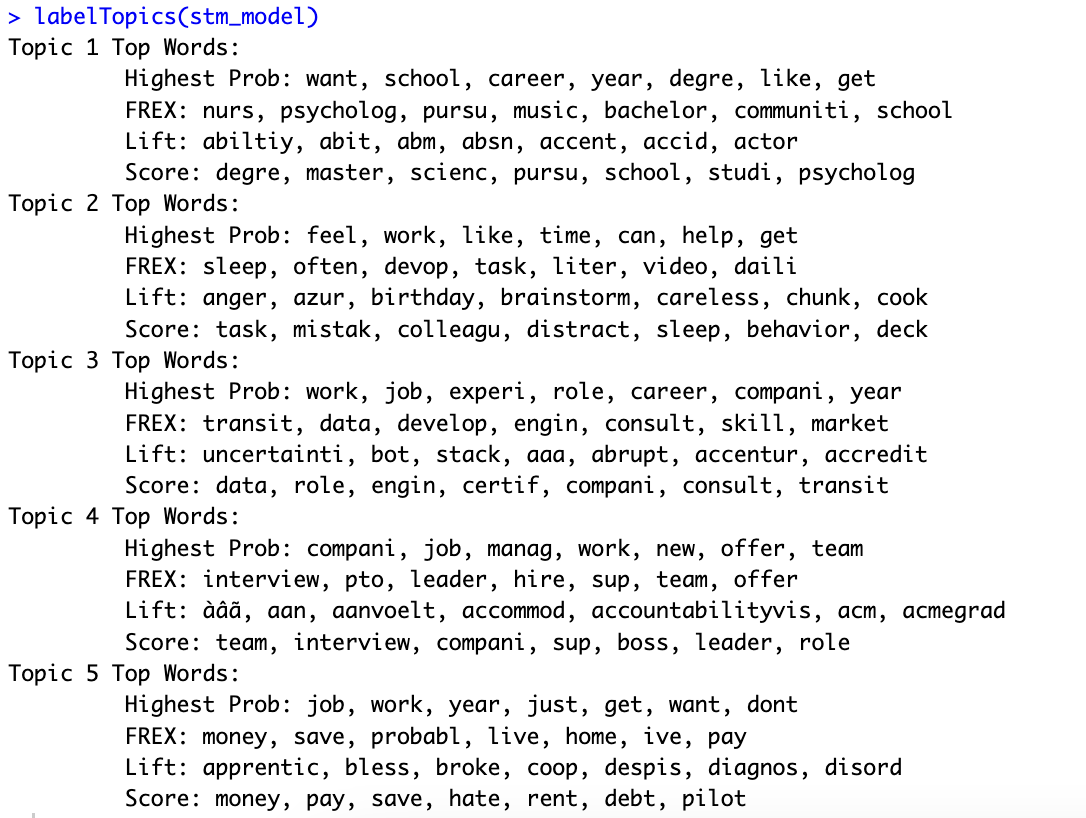 > labelTopics(stm_model)
Topic 1 Top Words:
Highest Prob: want, school, career, year, degre, like, get
FREX: nurs, psycholog, pursu, music, bachelor, communiti, school
Lift: abiltiy, abit, abm, absn, accent, accid, actor
Score: degre, master, scienc, pursu, school, studi, psycholog
Topic 2 Top Words:
Highest Prob: feel, work, like, time, can, help, get
FREX: sleep, often, devop, task, liter, video, daili
Lift: anger, azur, birthday, brainstorm, careless, chunk, cook
Score: task, mistak, colleagu, distract, sleep, behavior, deck
Topic 3 Top Words:
Highest Prob: work, job, experi, role, career, compani, year
FREX: transit, data, develop, engin, consult, skill, market
Lift: uncertainti, bot, stack, aaa, abrupt, accentur, accredit
Score: data, role, engin, certif, compani, consult, transit
Topic 4 Top Words:
Highest Prob: compani, job, manag, work, new, offer, team
FREX: interview, pto, leader, hire, sup, team, offer
Lift: àâã, aan, aanvoelt, accommod, accountabilityvis, acm, acmegrad
Score: team, interview, compani, sup, boss, leader, role
Topic 5 Top Words:
Highest Prob: job, work, year, just, get, want, dont
FREX: money, save, probabl, live, home, ive, pay
Lift: apprentic, bless, broke, coop, despis, diagnos, disord
Score: money, pay, save, hate, rent, debt, pilot